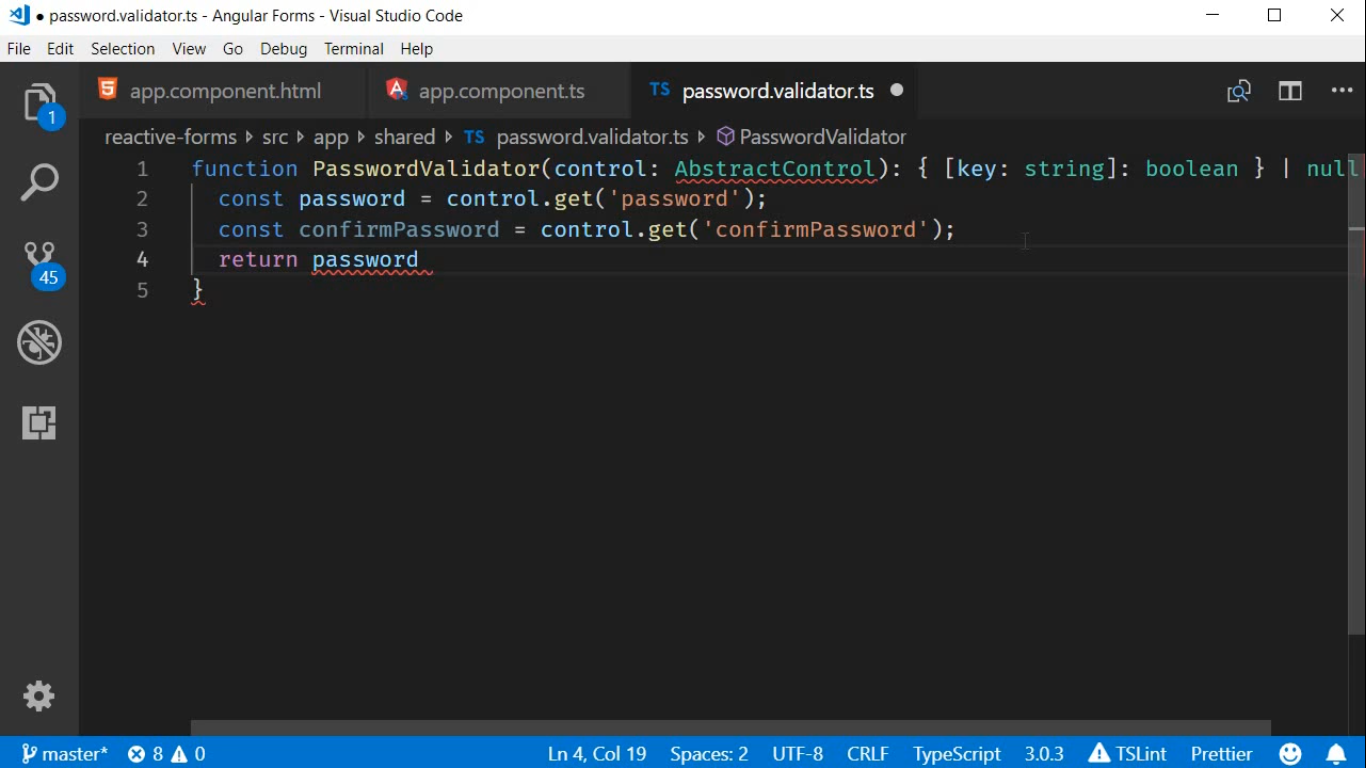 ● password.validator.ts - Angular Forms - Visual Studio Code
File Edit Selection View Go Debug Terminal Help
1
45
app.component.html app.component.ts TS password.validator.ts
reactive-forms src app shared TS password.validator.ts PasswordValidator
1 function PasswordValidator(control: AbstractControl): { [key: string]: boolean } | null
2 const password = control.get('password');
3 const confirmPassword = control.get('confirmPassword');
4 return password
5 }
master* 8 0 Ln 4, Col 19 Spaces: 2 UTF-8 CRLF TypeScript 3.0.3 TSLint Prettier